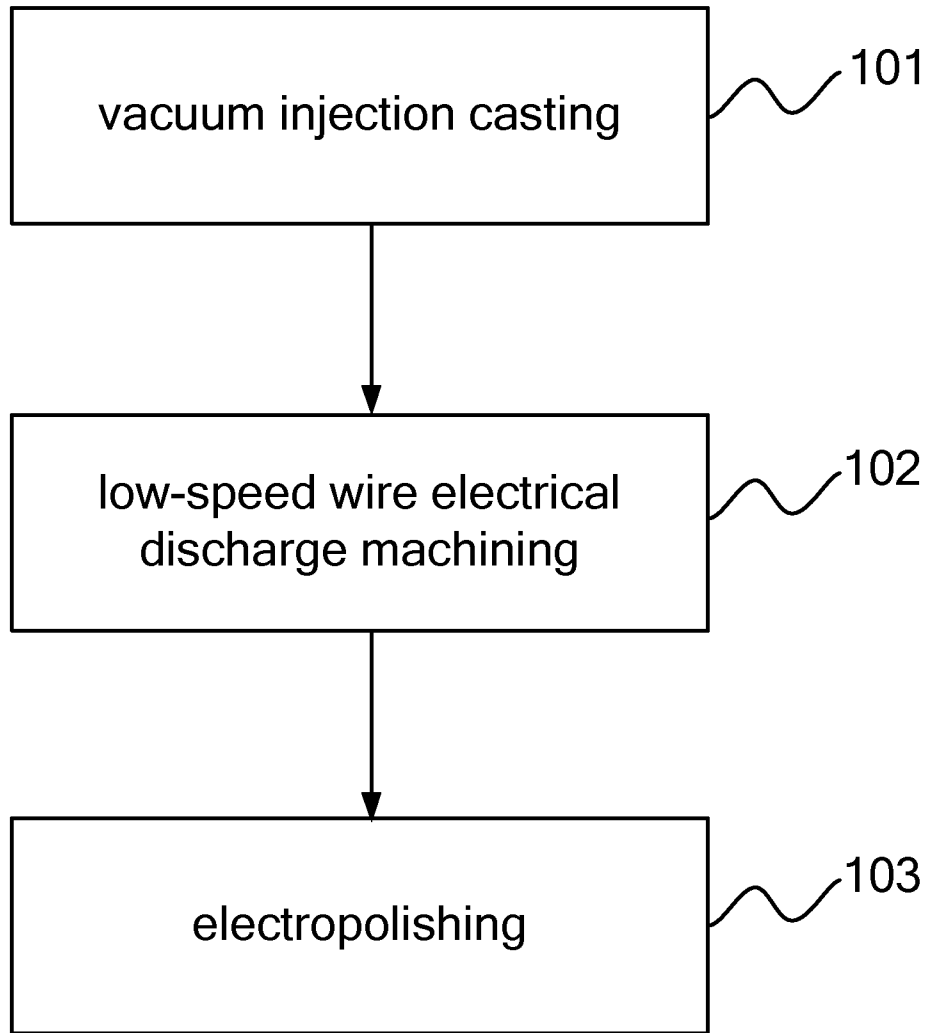 vacuum injection casting
101
low-speed wire electrical
discharge machining
102
electropolishing
103